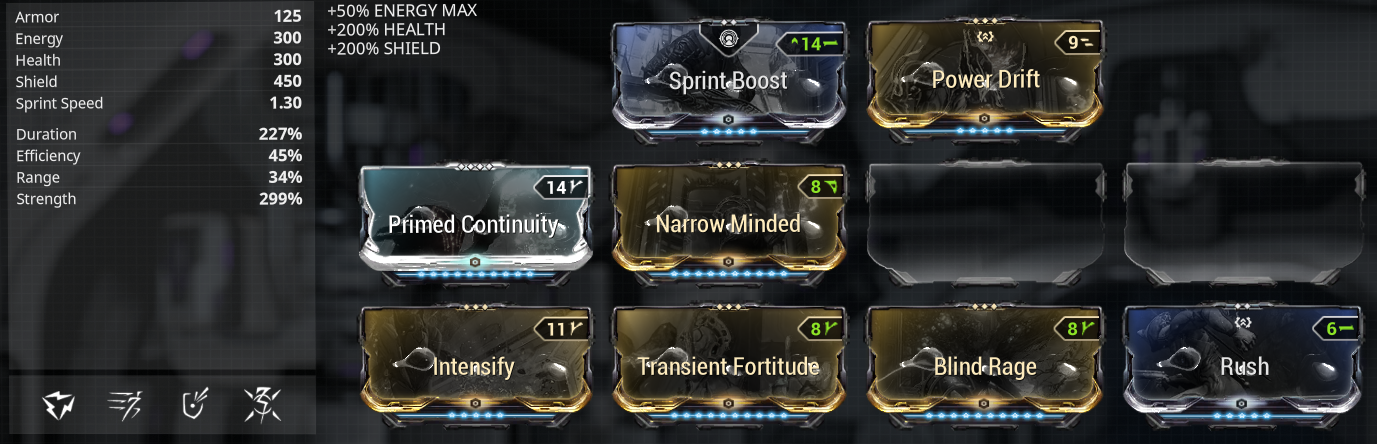 Armor 125
Energy 300
Health 300
Shield 450
Sprint Speed 1.30
Duration 227%
Efficiency 45%
Range 34%
Strength 299%
+50% ENERGY MAX
+200% HEALTH
+200% SHIELD
14
Sprint Boost
9
Power Drift
14
Primed Continuity
8
Narrow Minded
11
Intensify
8
Transient Fortitude
8
Blind Rage
6
Rush